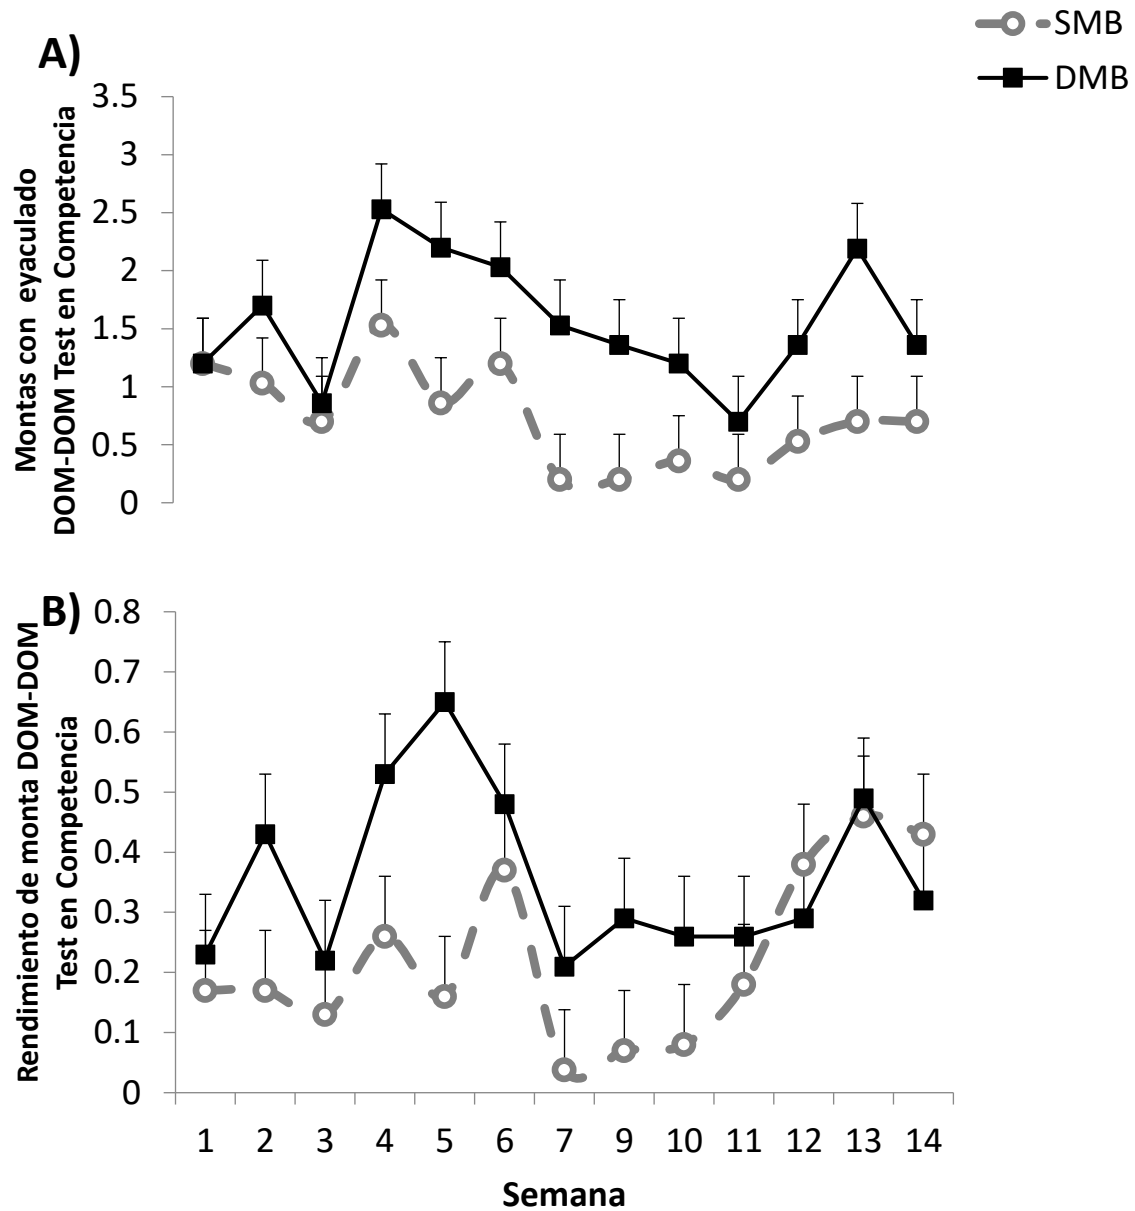 SMB
DMB
A)
Montas con eyaculado
DOM-DOM Test en Competencia
3.5
3
2.5
2
1.5
1
0.5
0
B)
Rendimiento de monta DOM-DOM
Test en Competencia
0.8
0.7
0.6
0.5
0.4
0.3
0.2
0.1
0
1 2 3 4 5 6 7 9 10 11 12 13 14
Semana